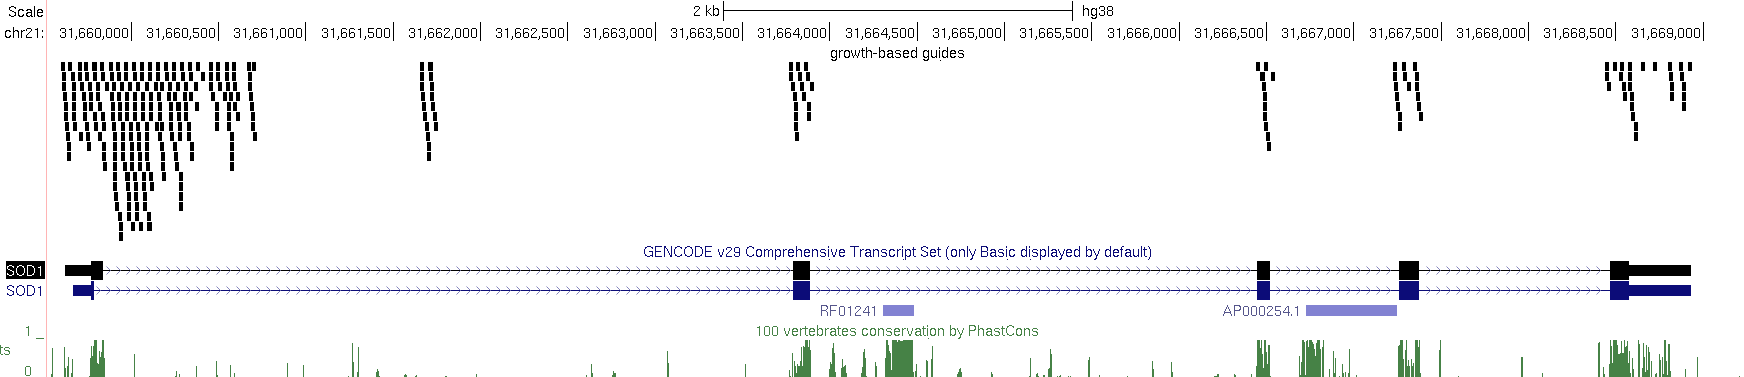 Scale 2 kb hg38
chr21: 31,660,000 31,660,500 31,661,000 31,661,500 31,662,000 31,662,500 31,663,000 31,663,500 31,664,000 31,664,500 31,665,000 31,665,500 31,666,000 31,666,500 31,667,000 31,667,500 31,668,000 31,668,500 31,669,000
growth-based guides
GENCODE v29 Comprehensive Transcript Set (only Basic displayed by default)
SOD1
SOD1
RF01241 AP000254.1
100 vertebrates conservation by PhastCons
1
ts
0